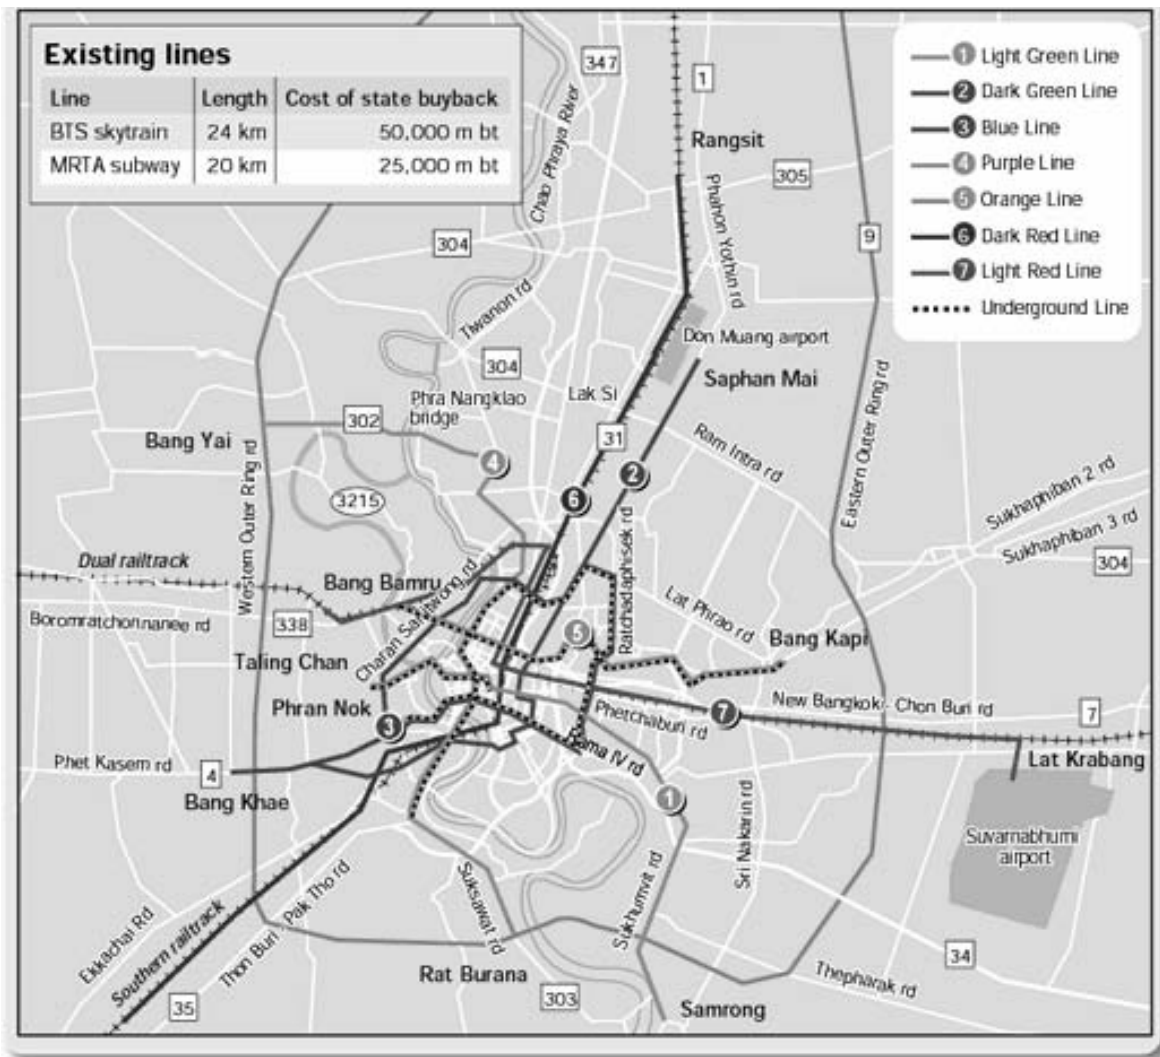 Existing lines
Line Length Cost of state buyback
BTS skytrain 24 km 50,000 m bt
MRTA subway 20 km 25,000 m bt
1 Light Green Line
2 Dark Green Line
3 Blue Line
4 Purple Line
5 Orange Line
6 Dark Red Line
7 Light Red Line
Underground Line
347
1
Chao Phraya River
Rangsit
305
Phahon Yothin rd
9
304
Tiwanon rd
Don Muang airport
304
Saphan Mai
Lak Si
Phra Nangklao
bridge
302
Bang Yai
31
Ram Intra rd
Eastern Outer Ring rd
4
2
6
3215
Western Outer Ring rd
Sukhaphiban 2 rd
Sukhaphiban 3 rd
304
Ratchadaphisek rd
Dual railtrack
Bang Bamru
Charan Sanitwong rd
Lat Phrao rd
Boromratchonnanee rd
338
5
Bang Kapi
Taling Chan
Phran Nok
3
Phetchaburi rd
7
New Bangkok - Chon Buri rd
7
Rama IV rd
Phet Kasem rd
4
Bang Khae
Lat Krabang
1
Suvarnabhumi
airport
Sri Nakarin rd
Suksawat rd
Sukhumvit rd
Ekkachai Rd
Southern railtrack
Thon Buri - Pak Tho rd
34
Rat Burana
Thepharak rd
303
35
Samrong